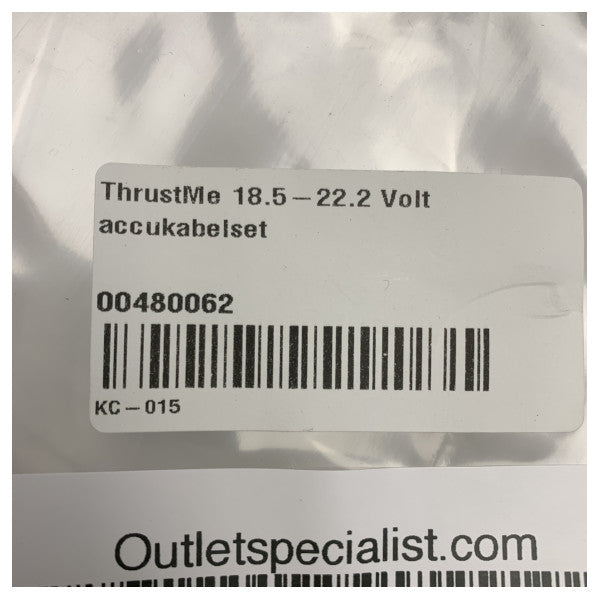 ThrustMe 18.5–22.2 Volt
accukabelset
00480062
KC–015
Outletspecialist.com